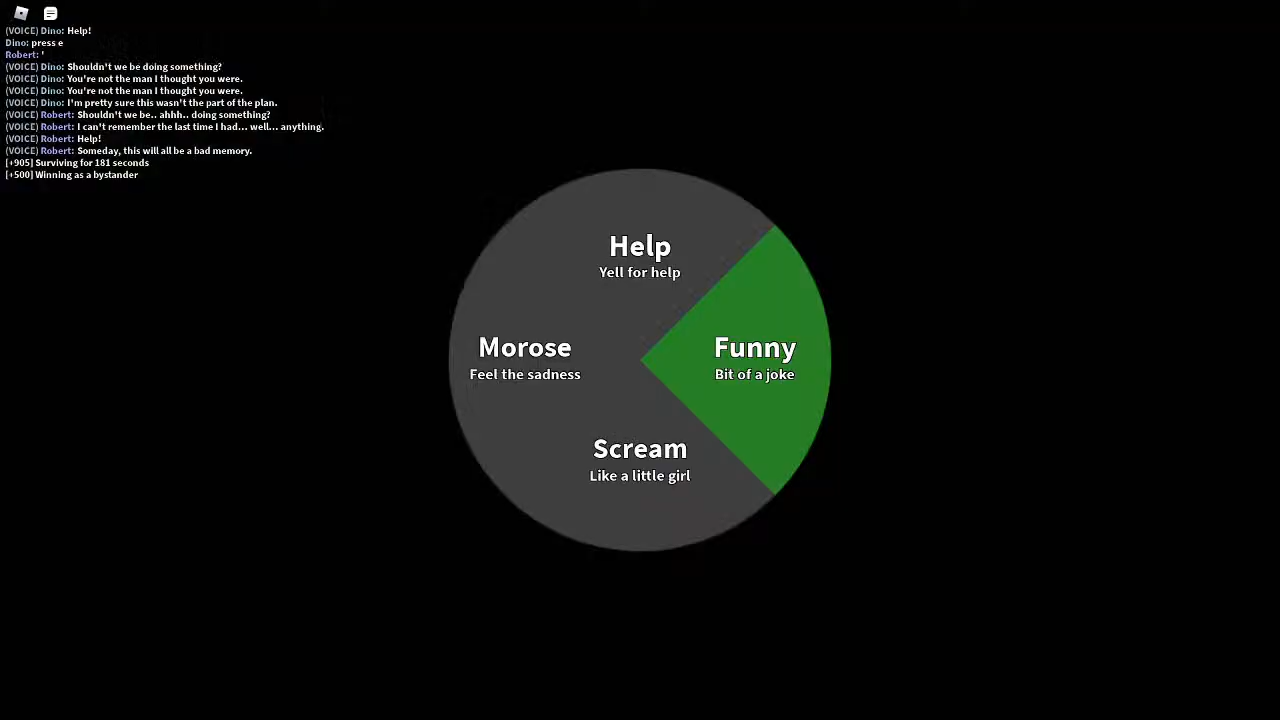 (VOICE) Dino: Help!
Dino: press e
Robert: '
(VOICE) Dino: Shouldn't we be doing something?
(VOICE) Dino: You're not the man I thought you were.
(VOICE) Dino: You're not the man I thought you were.
(VOICE) Dino: I'm pretty sure this wasn't the part of the plan.
(VOICE) Robert: Shouldn't we be.. ahhh.. doing something?
(VOICE) Robert: I can't remember the last time I had... well... anything.
(VOICE) Robert: Help!
(VOICE) Robert: Someday, this will all be a bad memory.
[+905] Surviving for 181 seconds
[+500] Winning as a bystander
Help
Yell for help
Morose
Feel the sadness
Funny
Bit of a joke
Scream
Like a little girl